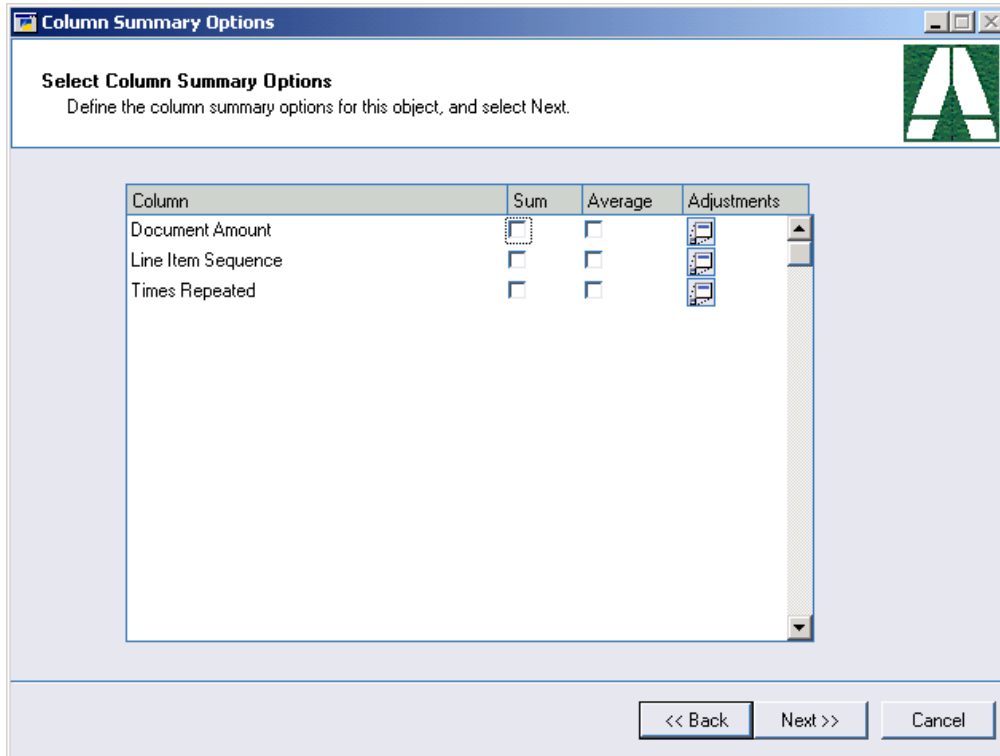 Column Summary Options
Select Column Summary Options
Define the column summary options for this object, and select Next.
Column Sum Average Adjustments
Document Amount
Line Item Sequence
Times Repeated
<< Back Next >> Cancel